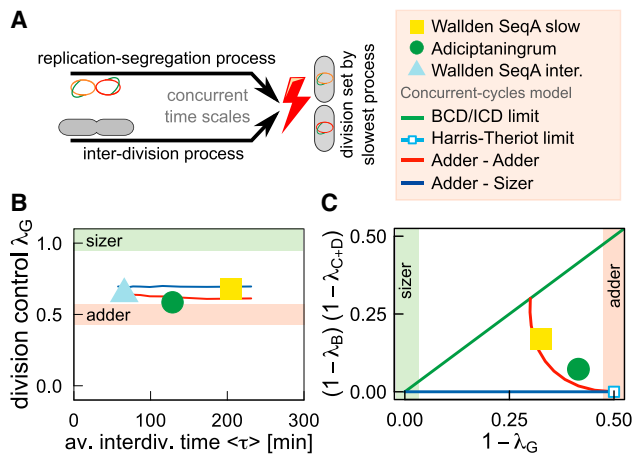 A
replication-segregation process
concurrent
time scales
inter-division process
division set by
slowest process
Wallden SeqA slow
Adiciptaningrum
Wallden SeqA inter.
Concurrent-cycles model
BCD/ICD limit
Harris-Theriot limit
Adder - Adder
Adder - Sizer
B
division control λG
1.0
0.5
0.0
sizer
adder
0 100 200 300
av. interdiv. time <τ> [min]
C
(1-λB) (1-λC+D)
0.50
0.25
0.00
sizer
adder
0.00 0.25 0.50
1-λG